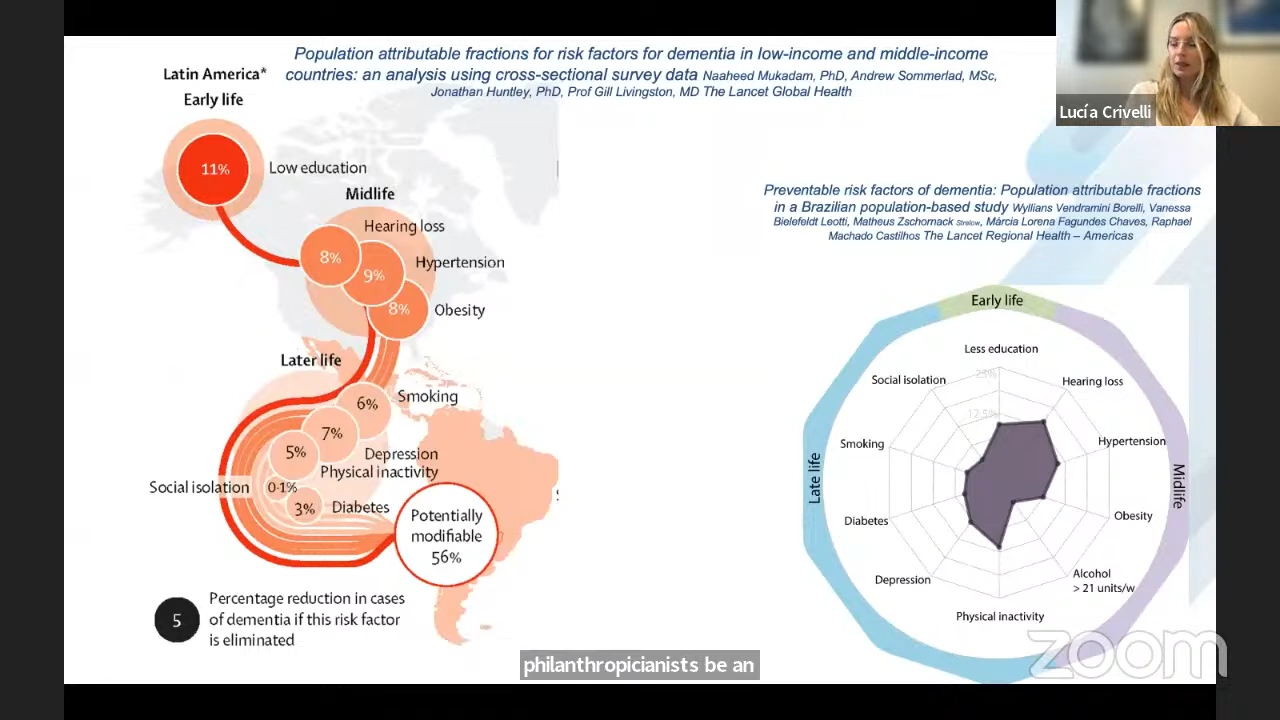 Population attributable fractions for risk factors for dementia in low-income and middle-income
countries: an analysis using cross-sectional survey data Naaheed Mukadam, PhD, Andrew Sommerlad, MSc,
Jonathan Huntley, PhD, Prof Gill Livingston, MD The Lancet Global Health
Lucía Crivelli
Latin America*
Early life
11%
Low education
Midlife
Hearing loss
8%
Hypertension
9%
8%
Obesity
Later life
Smoking
6%
7%
Depression
5%
Physical inactivity
Social isolation
0-1%
3%
Diabetes
Potentially
modifiable
56%
5
Percentage reduction in cases
of dementia if this risk factor
is eliminated
Preventable risk factors of dementia: Population attributable fractions
in a Brazilian population-based study Wyllians Vendramini Borelli, Vanessa
Bielefeldt Leotti, Matheus Zschornack Strelow, Márcia Lorena Fagundes Chaves, Raphael
Machado Castilhos The Lancet Regional Health – Americas
Early life
Less education
25%
Social isolation
Hearing loss
12.5%
Smoking
Hypertension
Late life
Midlife
Diabetes
Obesity
Depression
Alcohol
> 21 units/w
Physical inactivity
zoom
philanthropicianists be an